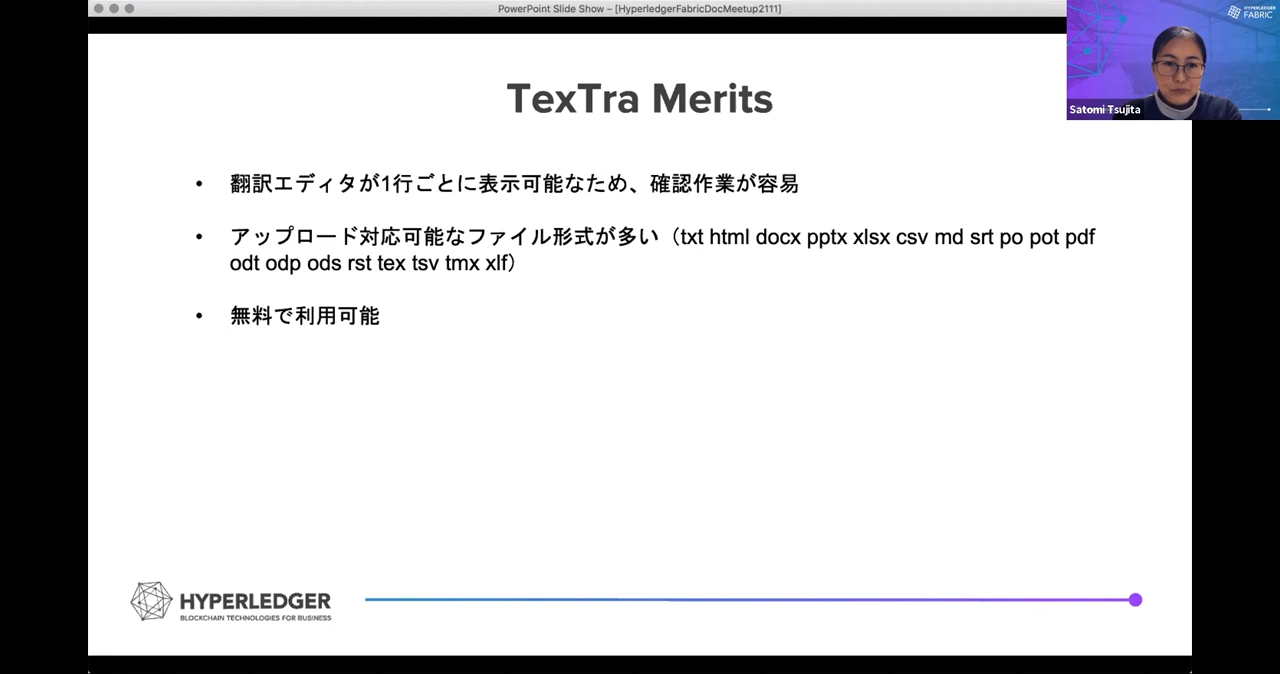 PowerPoint Slide Show – [HyperledgerFabricDocMeetup2111]
HYPERLEDGER
FABRIC
Satomi Tsujita
TexTra Merits
• 翻訳エディタが1行ごとに表示可能なため、確認作業が容易
• アップロード対応可能なファイル形式が多い（txt html docx pptx xlsx csv md srt po pot pdf
odt odp ods rst tex tsv tmx xlf）
• 無料で利用可能
HYPERLEDGER
BLOCKCHAIN TECHNOLOGIES FOR BUSINESS